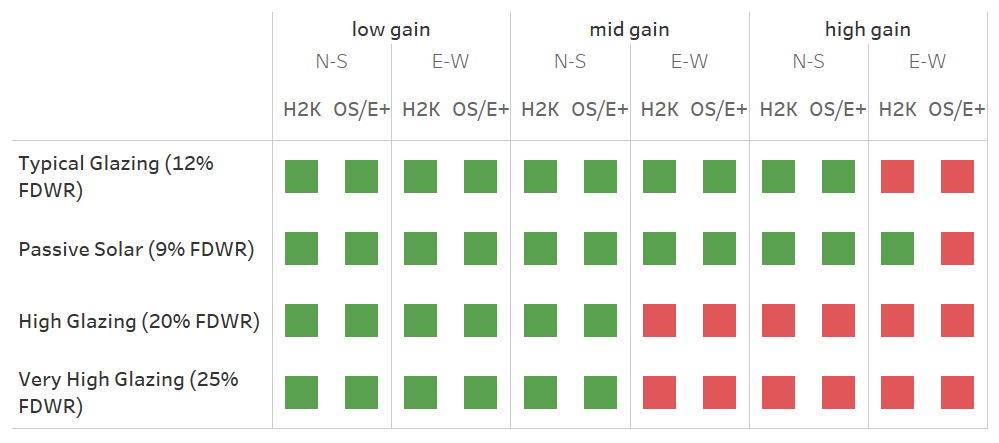 low gain mid gain high gain
N-S E-W N-S E-W N-S E-W
H2K OS/E+ H2K OS/E+ H2K OS/E+ H2K OS/E+ H2K OS/E+ H2K OS/E+
Typical Glazing (12%
FDWR)
Passive Solar (9% FDWR)
High Glazing (20% FDWR)
Very High Glazing (25%
FDWR)